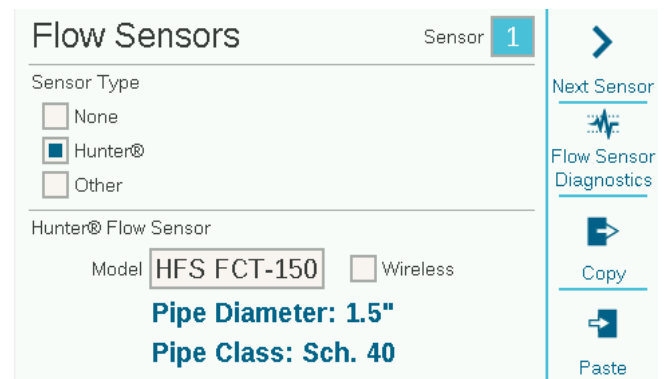 Flow Sensors
Sensor 1
Sensor Type
None
Hunter®
Other
Hunter® Flow Sensor
Model HFS FCT-150 Wireless
Pipe Diameter: 1.5"
Pipe Class: Sch. 40
Next Sensor
Flow Sensor
Diagnostics
Copy
Paste